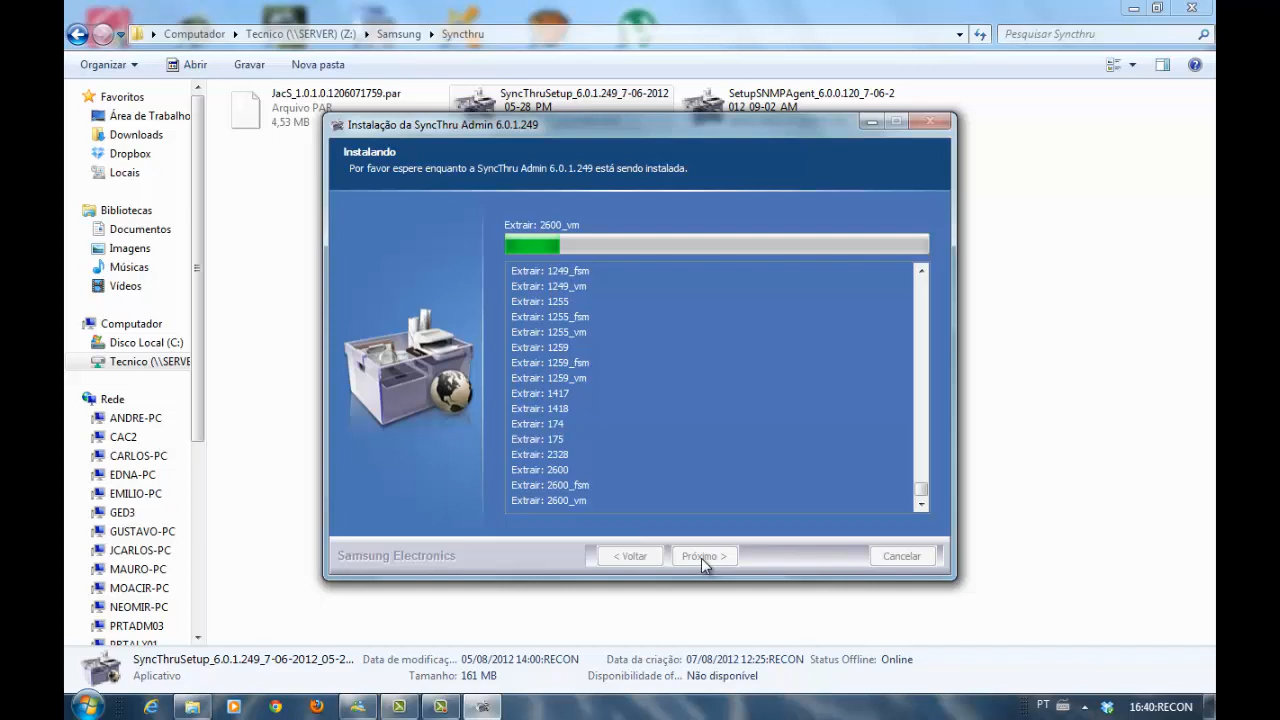 Computador
Tecnico (\\SERVER) (Z:)
Samsung
Syncthru
Pesquisar Syncthru
Organizar
Abrir
Gravar
Nova pasta
Favoritos
Área de Trabalho
Downloads
Dropbox
Locais
Bibliotecas
Documentos
Imagens
Músicas
Vídeos
Computador
Disco Local (C:)
Tecnico (\\SERVE
Rede
ANDRE-PC
CAC2
CARLOS-PC
EDNA-PC
EMILIO-PC
GED3
GUSTAVO-PC
JCARLOS-PC
MAURO-PC
MOACIR-PC
NEOMIR-PC
PRTADM03
PRTALX01
JacS_1.0.1.0.1206071759.par
Arquivo PAR
4,53 MB
SyncThruSetup_6.0.1.249_7-06-2012
05-28 PM
SetupSNMPAgent_6.0.0.120_7-06-2
012 09-02 AM
Instalação da SyncThru Admin 6.0.1.249
Instalando
Por favor espere enquanto a SyncThru Admin 6.0.1.249 está sendo instalada.
Extrair: 2600_vm
Extrair: 1249_fsm
Extrair: 1249_vm
Extrair: 1255
Extrair: 1255_fsm
Extrair: 1255_vm
Extrair: 1259
Extrair: 1259_fsm
Extrair: 1259_vm
Extrair: 1417
Extrair: 1418
Extrair: 174
Extrair: 175
Extrair: 2328
Extrair: 2600
Extrair: 2600_fsm
Extrair: 2600_vm
Samsung Electronics
< Voltar
Próximo >
Cancelar
SyncThruSetup_6.0.1.249_7-06-2012_05-2...
Data de modificaç... 05/08/2012 14:00:RECON
Data da criação: 07/08/2012 12:25:RECON
Status Offline: Online
Aplicativo
Tamanho: 161 MB
Disponibilidade of... Não disponível
PT
16:40:RECON